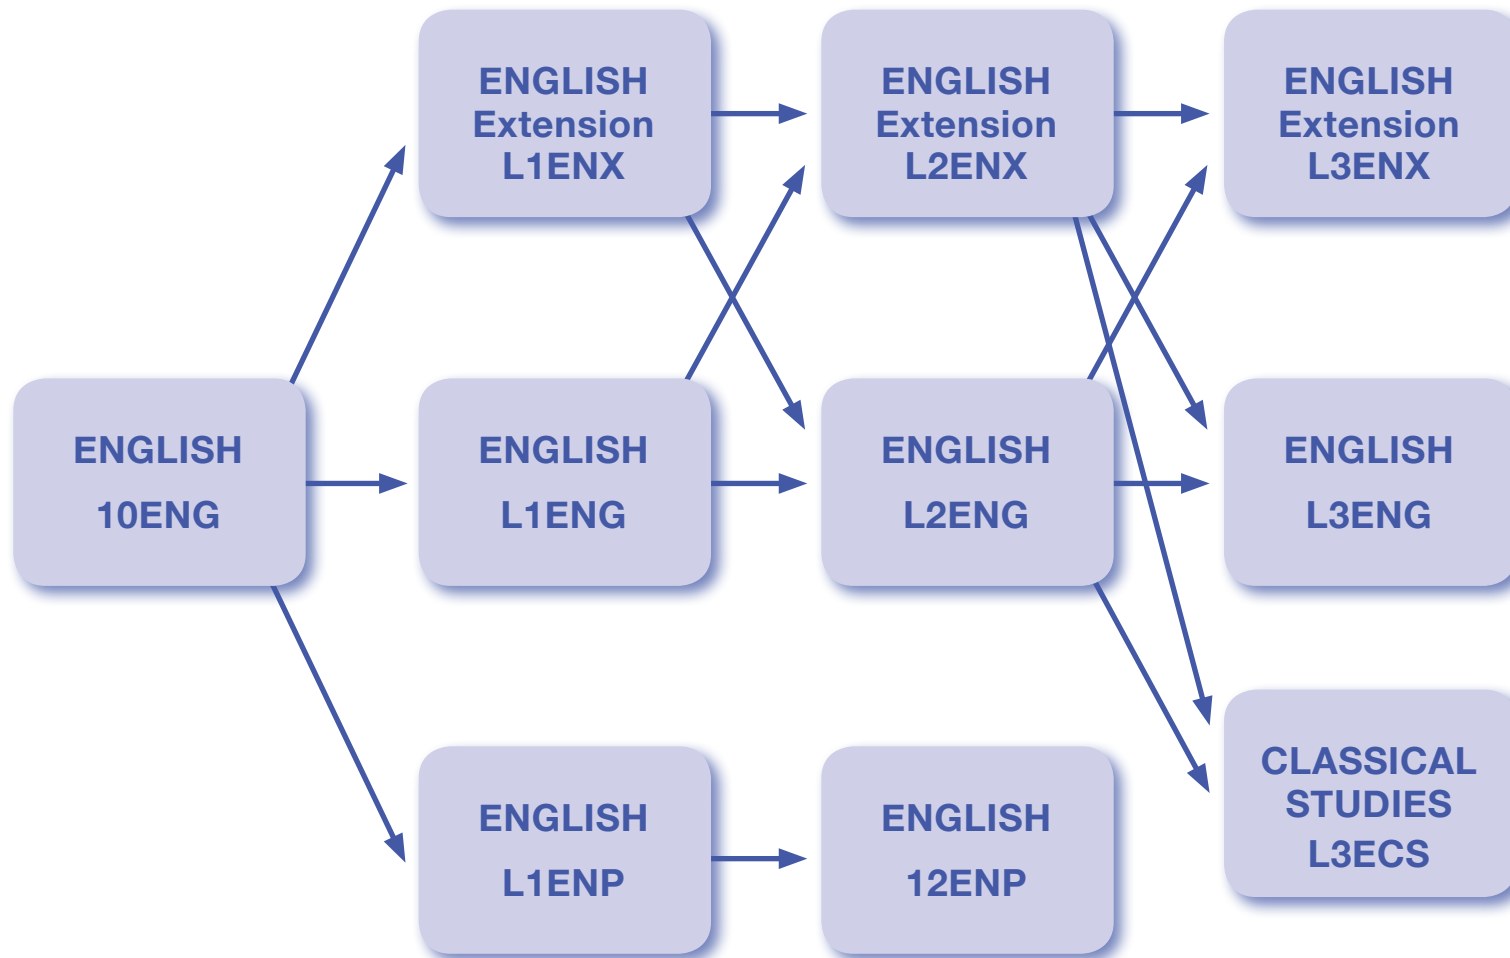 ENGLISH
Extension
L1ENX
ENGLISH
Extension
L2ENX
ENGLISH
Extension
L3ENX
ENGLISH
10ENG
ENGLISH
L1ENG
ENGLISH
L2ENG
ENGLISH
L3ENG
ENGLISH
L1ENP
ENGLISH
12ENP
CLASSICAL
STUDIES
L3ECS